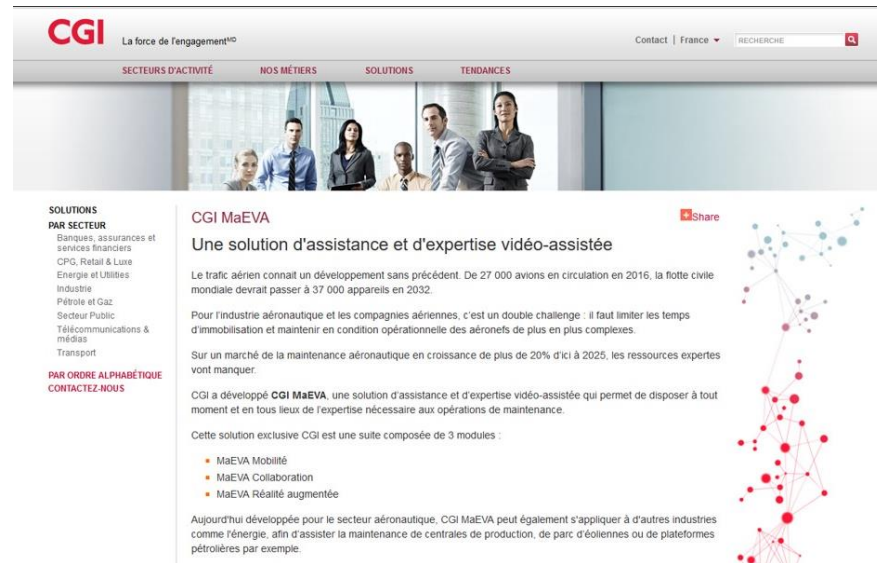 CGI
La force de l'engagementMD
Contact | France
RECHERCHE
SECTEURS D'ACTIVITÉ NOS MÉTIERS SOLUTIONS TENDANCES
SOLUTIONS
PAR SECTEUR
Banques, assurances et
services financiers
CPG, Retail & Luxe
Energie et Utilities
Industrie
Pétrole et Gaz
Secteur Public
Télécommunications &
médias
Transport
PAR ORDRE ALPHABÉTIQUE
CONTACTEZ-NOUS
CGI MaEVA
Share
Une solution d'assistance et d'expertise vidéo-assistée
Le trafic aérien connait un développement sans précédent. De 27 000 avions en circulation en 2016, la flotte civile
mondiale devrait passer à 37 000 appareils en 2032.
Pour l'industrie aéronautique et les compagnies aériennes, c'est un double challenge : il faut limiter les temps
d'immobilisation et maintenir en condition opérationnelle des aéronefs de plus en plus complexes.
Sur un marché de la maintenance aéronautique en croissance de plus de 20% d'ici à 2025, les ressources expertes
vont manquer.
CGI a développé CGI MaEVA, une solution d'assistance et d'expertise vidéo-assistée qui permet de disposer à tout
moment et en tous lieux de l'expertise nécessaire aux opérations de maintenance.
Cette solution exclusive CGI est une suite composée de 3 modules :
MaEVA Mobilité
MaEVA Collaboration
MaEVA Réalité augmentée
Aujourd'hui développée pour le secteur aéronautique, CGI MaEVA peut également s'appliquer à d'autres industries
comme l'énergie, afin d'assister la maintenance de centrales de production, de parc d'éoliennes ou de plateformes
pétrolières par exemple.